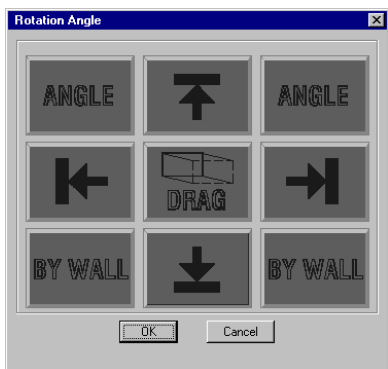 Rotation Angle
ANGLE
ANGLE
DRAG
BY WALL
BY WALL
OK
Cancel